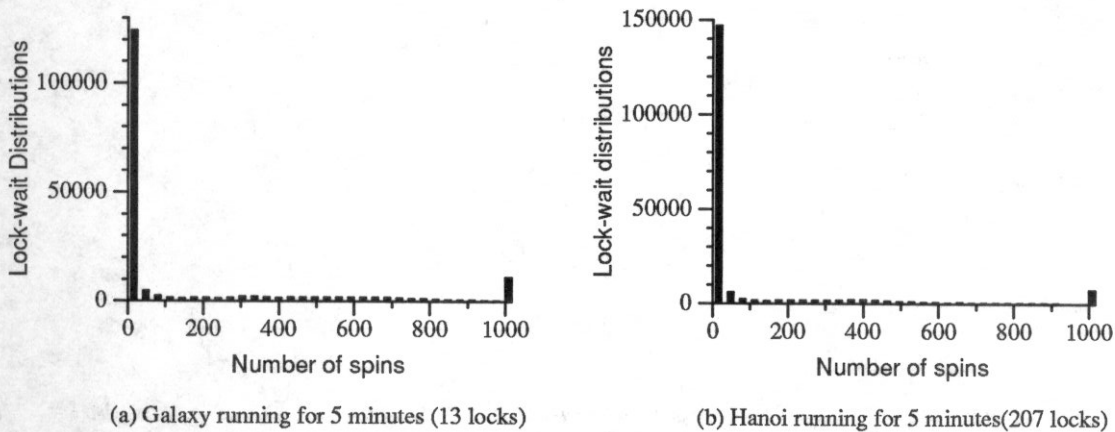 Lock-wait Distributions
100000
50000
0
0 200 400 600 800 1000
Number of spins
(a) Galaxy running for 5 minutes (13 locks)
Lock-wait distributions
150000
100000
50000
0
0 200 400 600 800 1000
Number of spins
(b) Hanoi running for 5 minutes(207 locks)